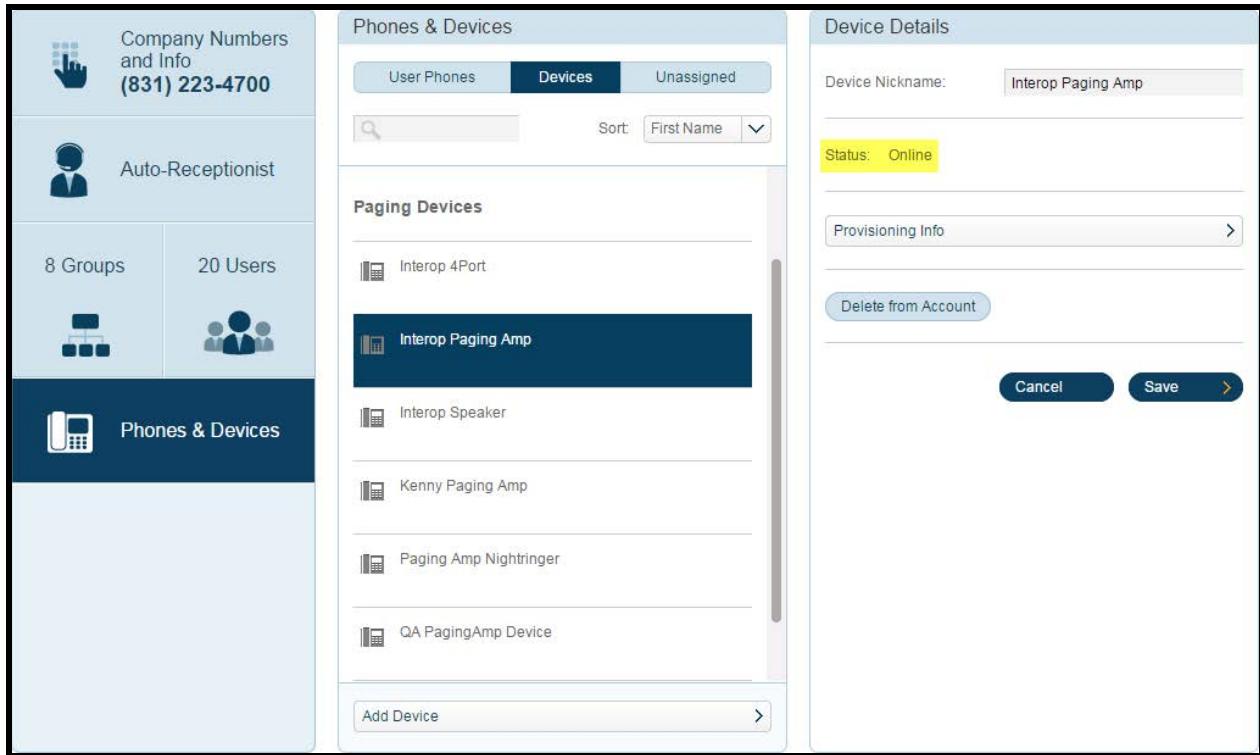 Company Numbers
and Info
(831) 223-4700
Auto-Receptionist
8 Groups
20 Users
Phones & Devices
Phones & Devices
User Phones
Devices
Unassigned
Sort:
First Name
Paging Devices
Interop 4Port
Interop Paging Amp
Interop Speaker
Kenny Paging Amp
Paging Amp Nightringer
QA PagingAmp Device
Add Device
Device Details
Device Nickname:
Interop Paging Amp
Status: Online
Provisioning Info
Delete from Account
Cancel
Save